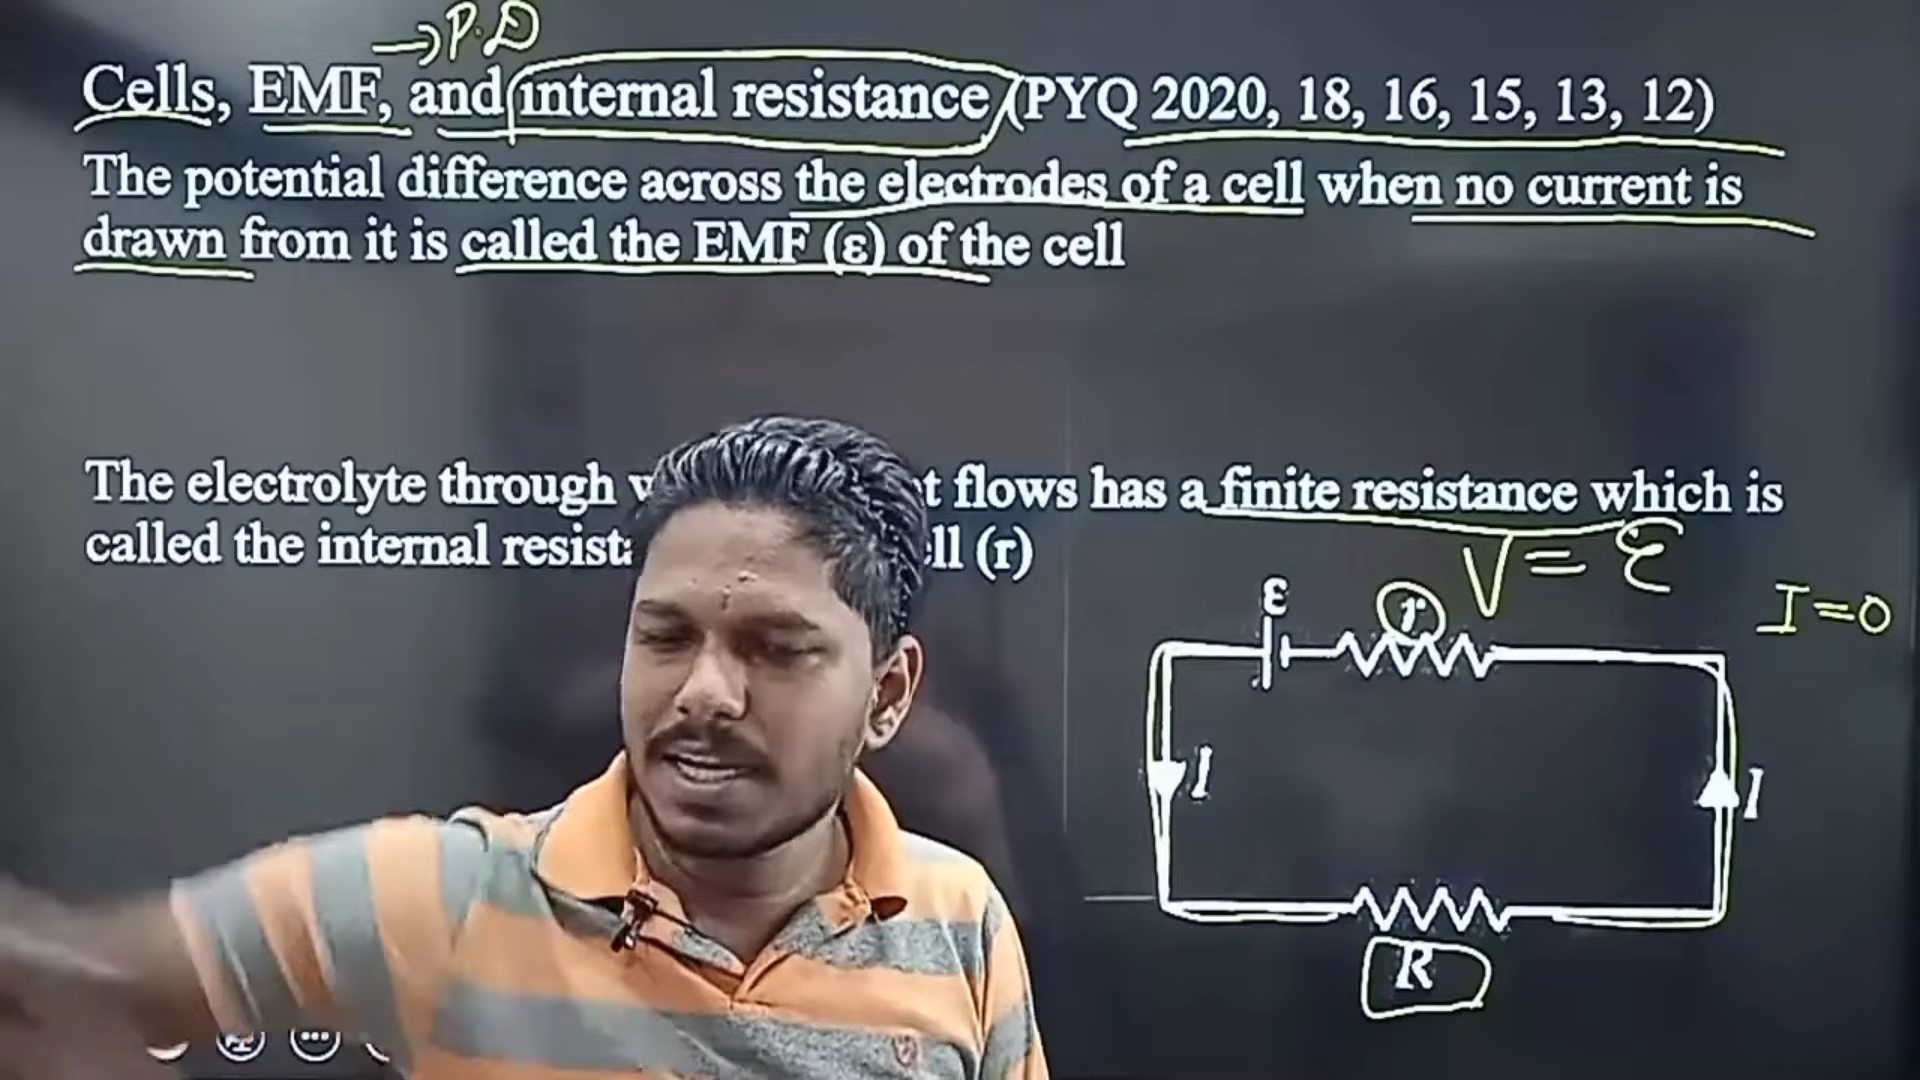 →P.D
Cells, EMF, and internal resistance (PYQ 2020, 18, 16, 15, 13, 12)
The potential difference across the electrodes of a cell when no current is
drawn from it is called the EMF (ε) of the cell
The electrolyte through flows has a finite resistance which is
called the internal (r)
V = ε
I = 0
ε r
I I
R